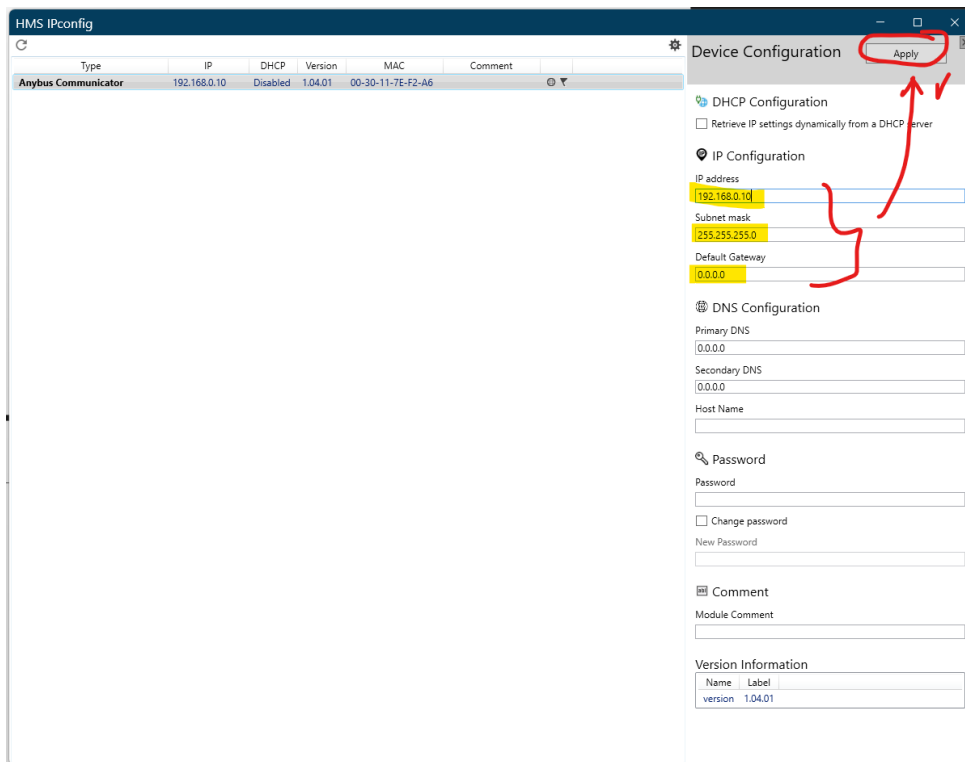 HMS IPconfig
Type IP DHCP Version MAC Comment
Anybus Communicator 192.168.0.10 Disabled 1.04.01 00-30-11-7E-F2-A6
Device Configuration Apply
DHCP Configuration
Retrieve IP settings dynamically from a DHCP server
IP Configuration
IP address
192.168.0.10
Subnet mask
255.255.255.0
Default Gateway
0.0.0.0
DNS Configuration
Primary DNS
0.0.0.0
Secondary DNS
0.0.0.0
Host Name
Password
Password
Change password
New Password
Comment
Module Comment
Version Information
Name Label
version 1.04.01